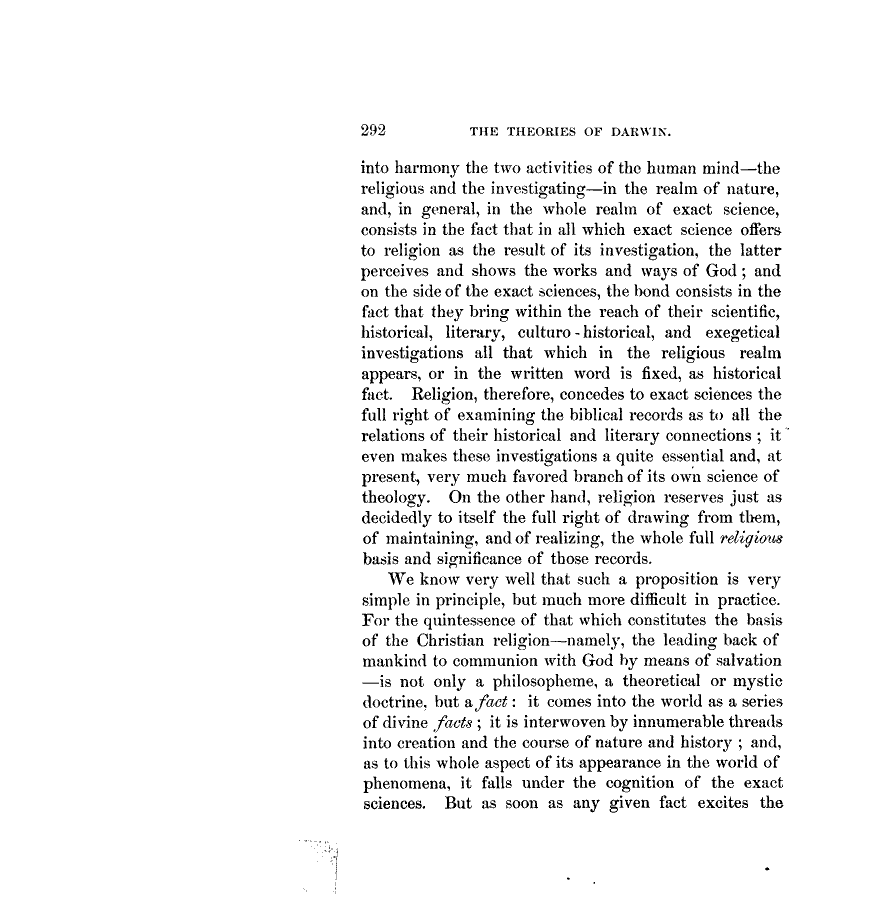 292 THE THEORIES OF DARWIN.
into harmony the two activities of the human mind—the
religious and the investigating—in the realm of nature,
and, in general, in the whole realm of exact science,
consists in the fact that in all which exact science offers
to religion as the result of its investigation, the latter
perceives and shows the works and ways of God ; and
on the side of the exact sciences, the bond consists in the
fact that they bring within the reach of their scientific,
historical, literary, culturo - historical, and exegetical
investigations all that which in the religious realm
appears, or in the written word is fixed, as historical
fact. Religion, therefore, concedes to exact sciences the
full right of examining the biblical records as to all the
relations of their historical and literary connections ; it
even makes these investigations a quite essential and, at
present, very much favored branch of its own science of
theology. On the other hand, religion reserves just as
decidedly to itself the full right of drawing from them,
of maintaining, and of realizing, the whole full religious
basis and significance of those records.
We know very well that such a proposition is very
simple in principle, but much more difficult in practice.
For the quintessence of that which constitutes the basis
of the Christian religion—namely, the leading back of
mankind to communion with God by means of salvation
—is not only a philosopheme, a theoretical or mystic
doctrine, but a fact : it comes into the world as a series
of divine facts ; it is interwoven by innumerable threads
into creation and the course of nature and history ; and,
as to this whole aspect of its appearance in the world of
phenomena, it falls under the cognition of the exact
sciences. But as soon as any given fact excites the